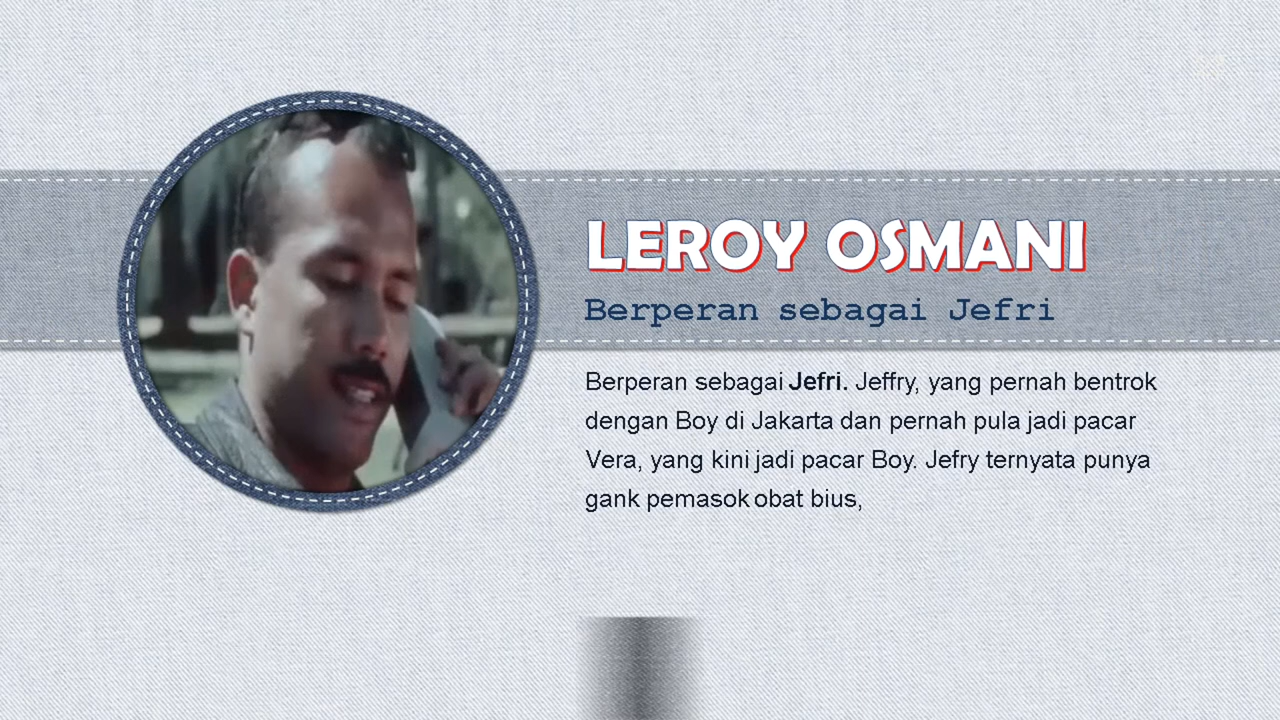 LEROY OSMANI
Berperan sebagai Jefri
Berperan sebagai Jefri. Jeffry, yang pernah bentrok
dengan Boy di Jakarta dan pernah pula jadi pacar
Vera, yang kini jadi pacar Boy. Jefry ternyata punya
gank pemasok obat bius,